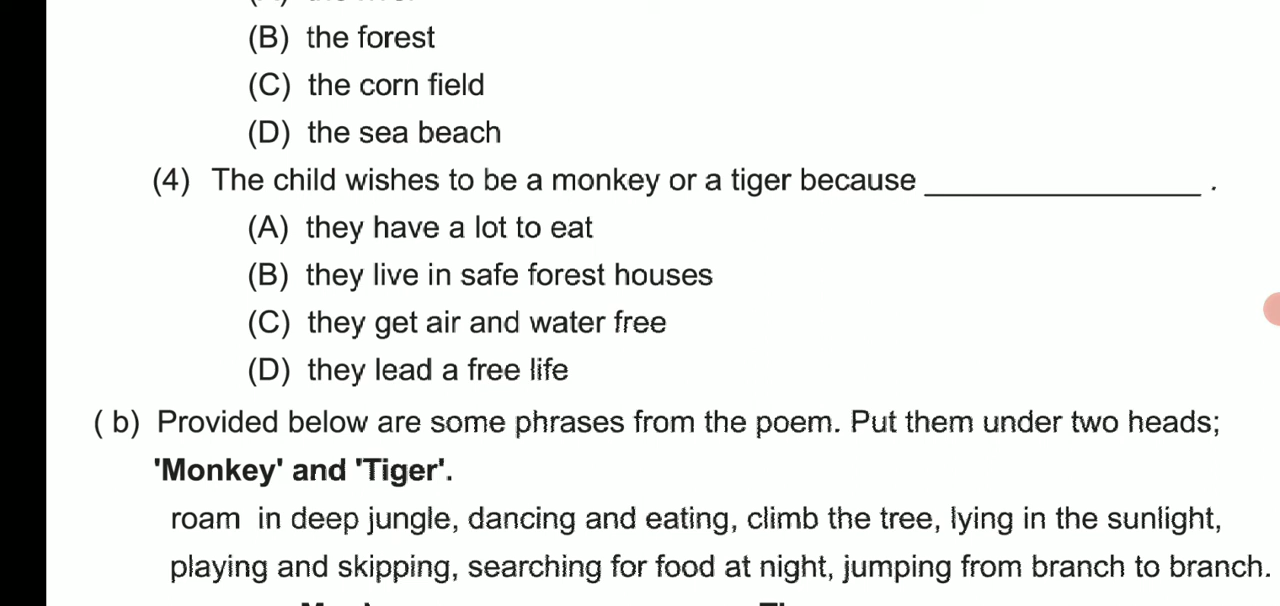 (B) the forest
(C) the corn field
(D) the sea beach
(4) The child wishes to be a monkey or a tiger because ________________ .
(A) they have a lot to eat
(B) they live in safe forest houses
(C) they get air and water free
(D) they lead a free life
( b) Provided below are some phrases from the poem. Put them under two heads;
'Monkey' and 'Tiger'.
roam in deep jungle, dancing and eating, climb the tree, lying in the sunlight,
playing and skipping, searching for food at night, jumping from branch to branch.